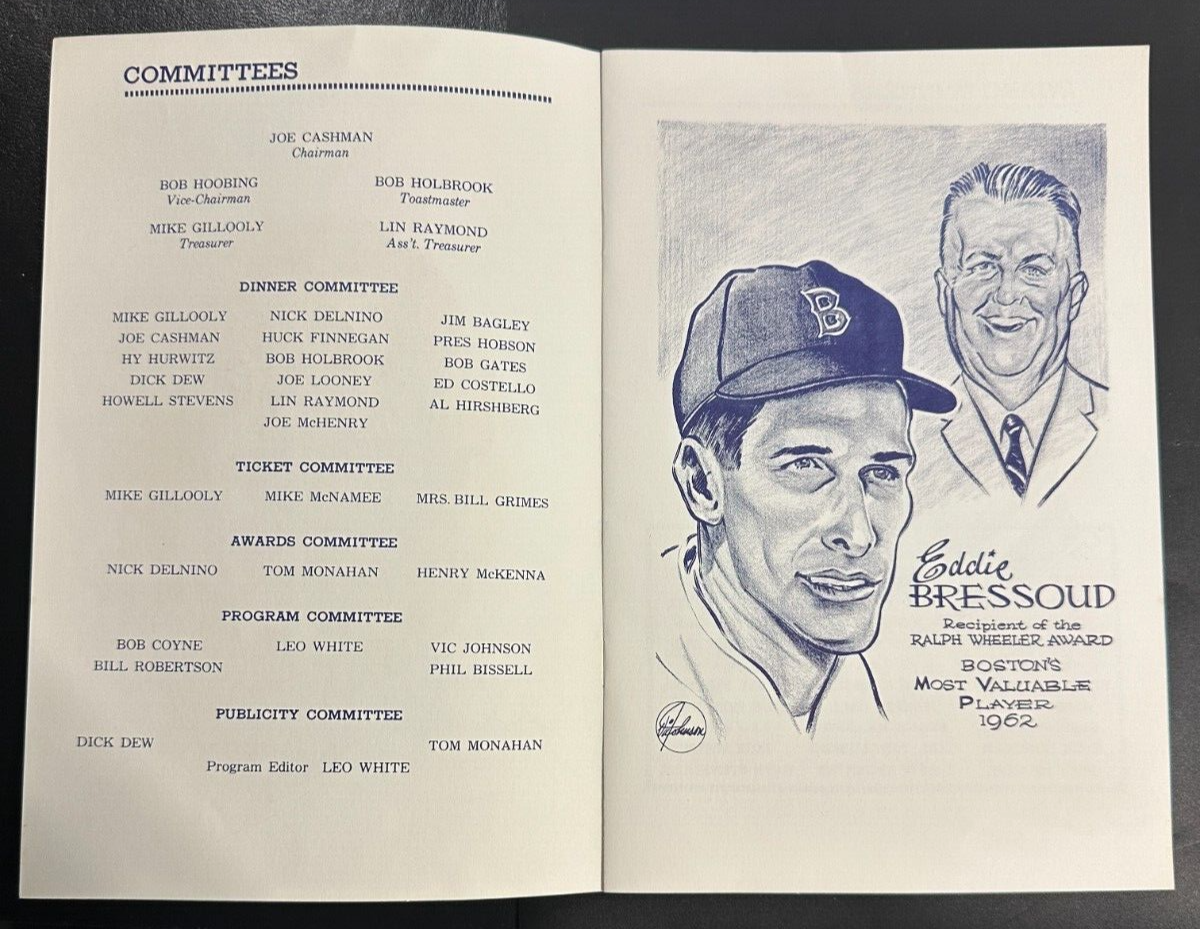 COMMITTEES
JOE CASHMAN
Chairman
BOB HOOBING BOB HOLBROOK
Vice-Chairman Toastmaster
MIKE GILLOOLY LIN RAYMOND
Treasurer Ass't. Treasurer
DINNER COMMITTEE
MIKE GILLOOLY NICK DELNINO JIM BAGLEY
JOE CASHMAN HUCK FINNEGAN PRES HOBSON
HY HURWITZ BOB HOLBROOK BOB GATES
DICK DEW JOE LOONEY ED COSTELLO
HOWELL STEVENS LIN RAYMOND AL HIRSHBERG
JOE McHENRY
TICKET COMMITTEE
MIKE GILLOOLY MIKE McNAMEE MRS. BILL GRIMES
AWARDS COMMITTEE
NICK DELNINO TOM MONAHAN HENRY McKENNA
PROGRAM COMMITTEE
BOB COYNE LEO WHITE VIC JOHNSON
BILL ROBERTSON PHIL BISSELL
PUBLICITY COMMITTEE
DICK DEW TOM MONAHAN
Program Editor LEO WHITE
B
Eddie
BRESSOUD
Recipient of the
RALPH WHEELER AWARD
BOSTON'S
MOST VALUABLE
PLAYER
1962